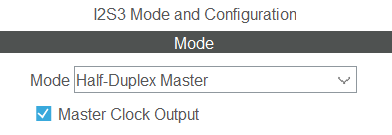 I2S3 Mode and Configuration
Mode
Mode Half-Duplex Master
Master Clock Output